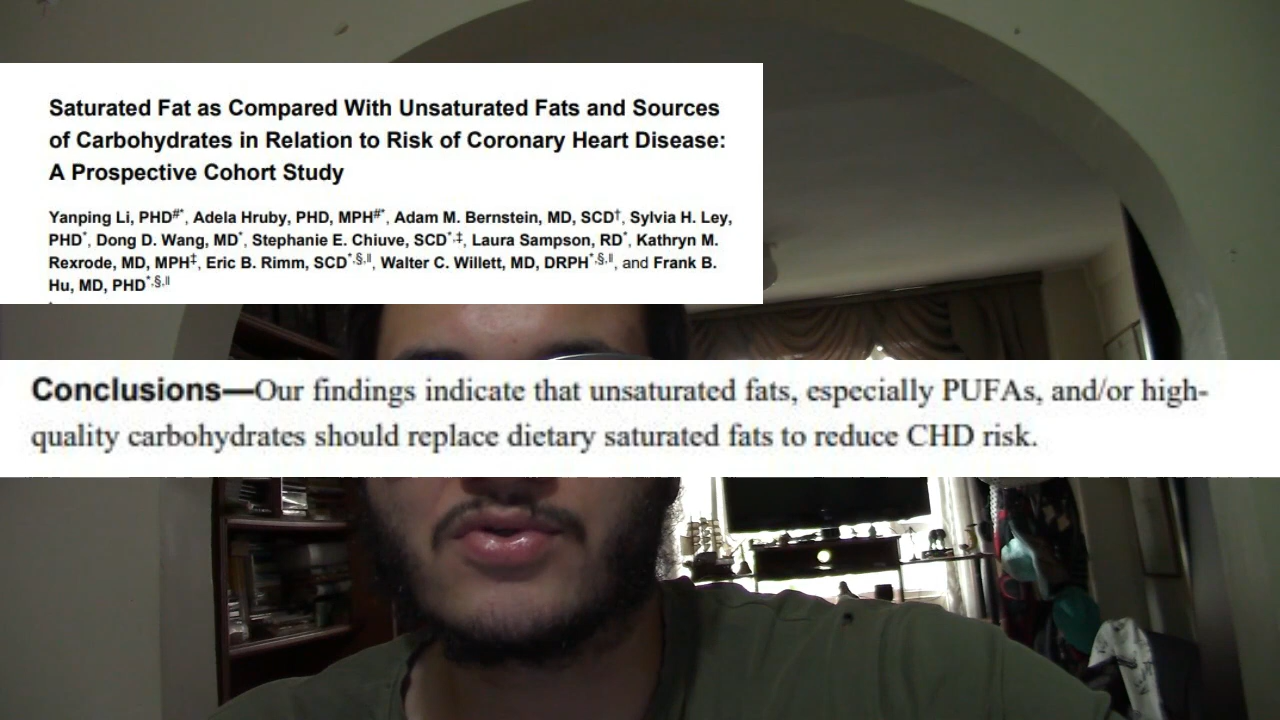 Saturated Fat as Compared With Unsaturated Fats and Sources
of Carbohydrates in Relation to Risk of Coronary Heart Disease:
A Prospective Cohort Study
Yanping Li, PHD#*, Adela Hruby, PHD, MPH#*, Adam M. Bernstein, MD, SCD†, Sylvia H. Ley,
PHD*, Dong D. Wang, MD*, Stephanie E. Chiuve, SCD*,‡, Laura Sampson, RD*, Kathryn M.
Rexrode, MD, MPH‡, Eric B. Rimm, SCD*,§,||, Walter C. Willett, MD, DRPH*,§,||, and Frank B.
Hu, MD, PHD*,§,||
Conclusions—Our findings indicate that unsaturated fats, especially PUFAs, and/or high-
quality carbohydrates should replace dietary saturated fats to reduce CHD risk.